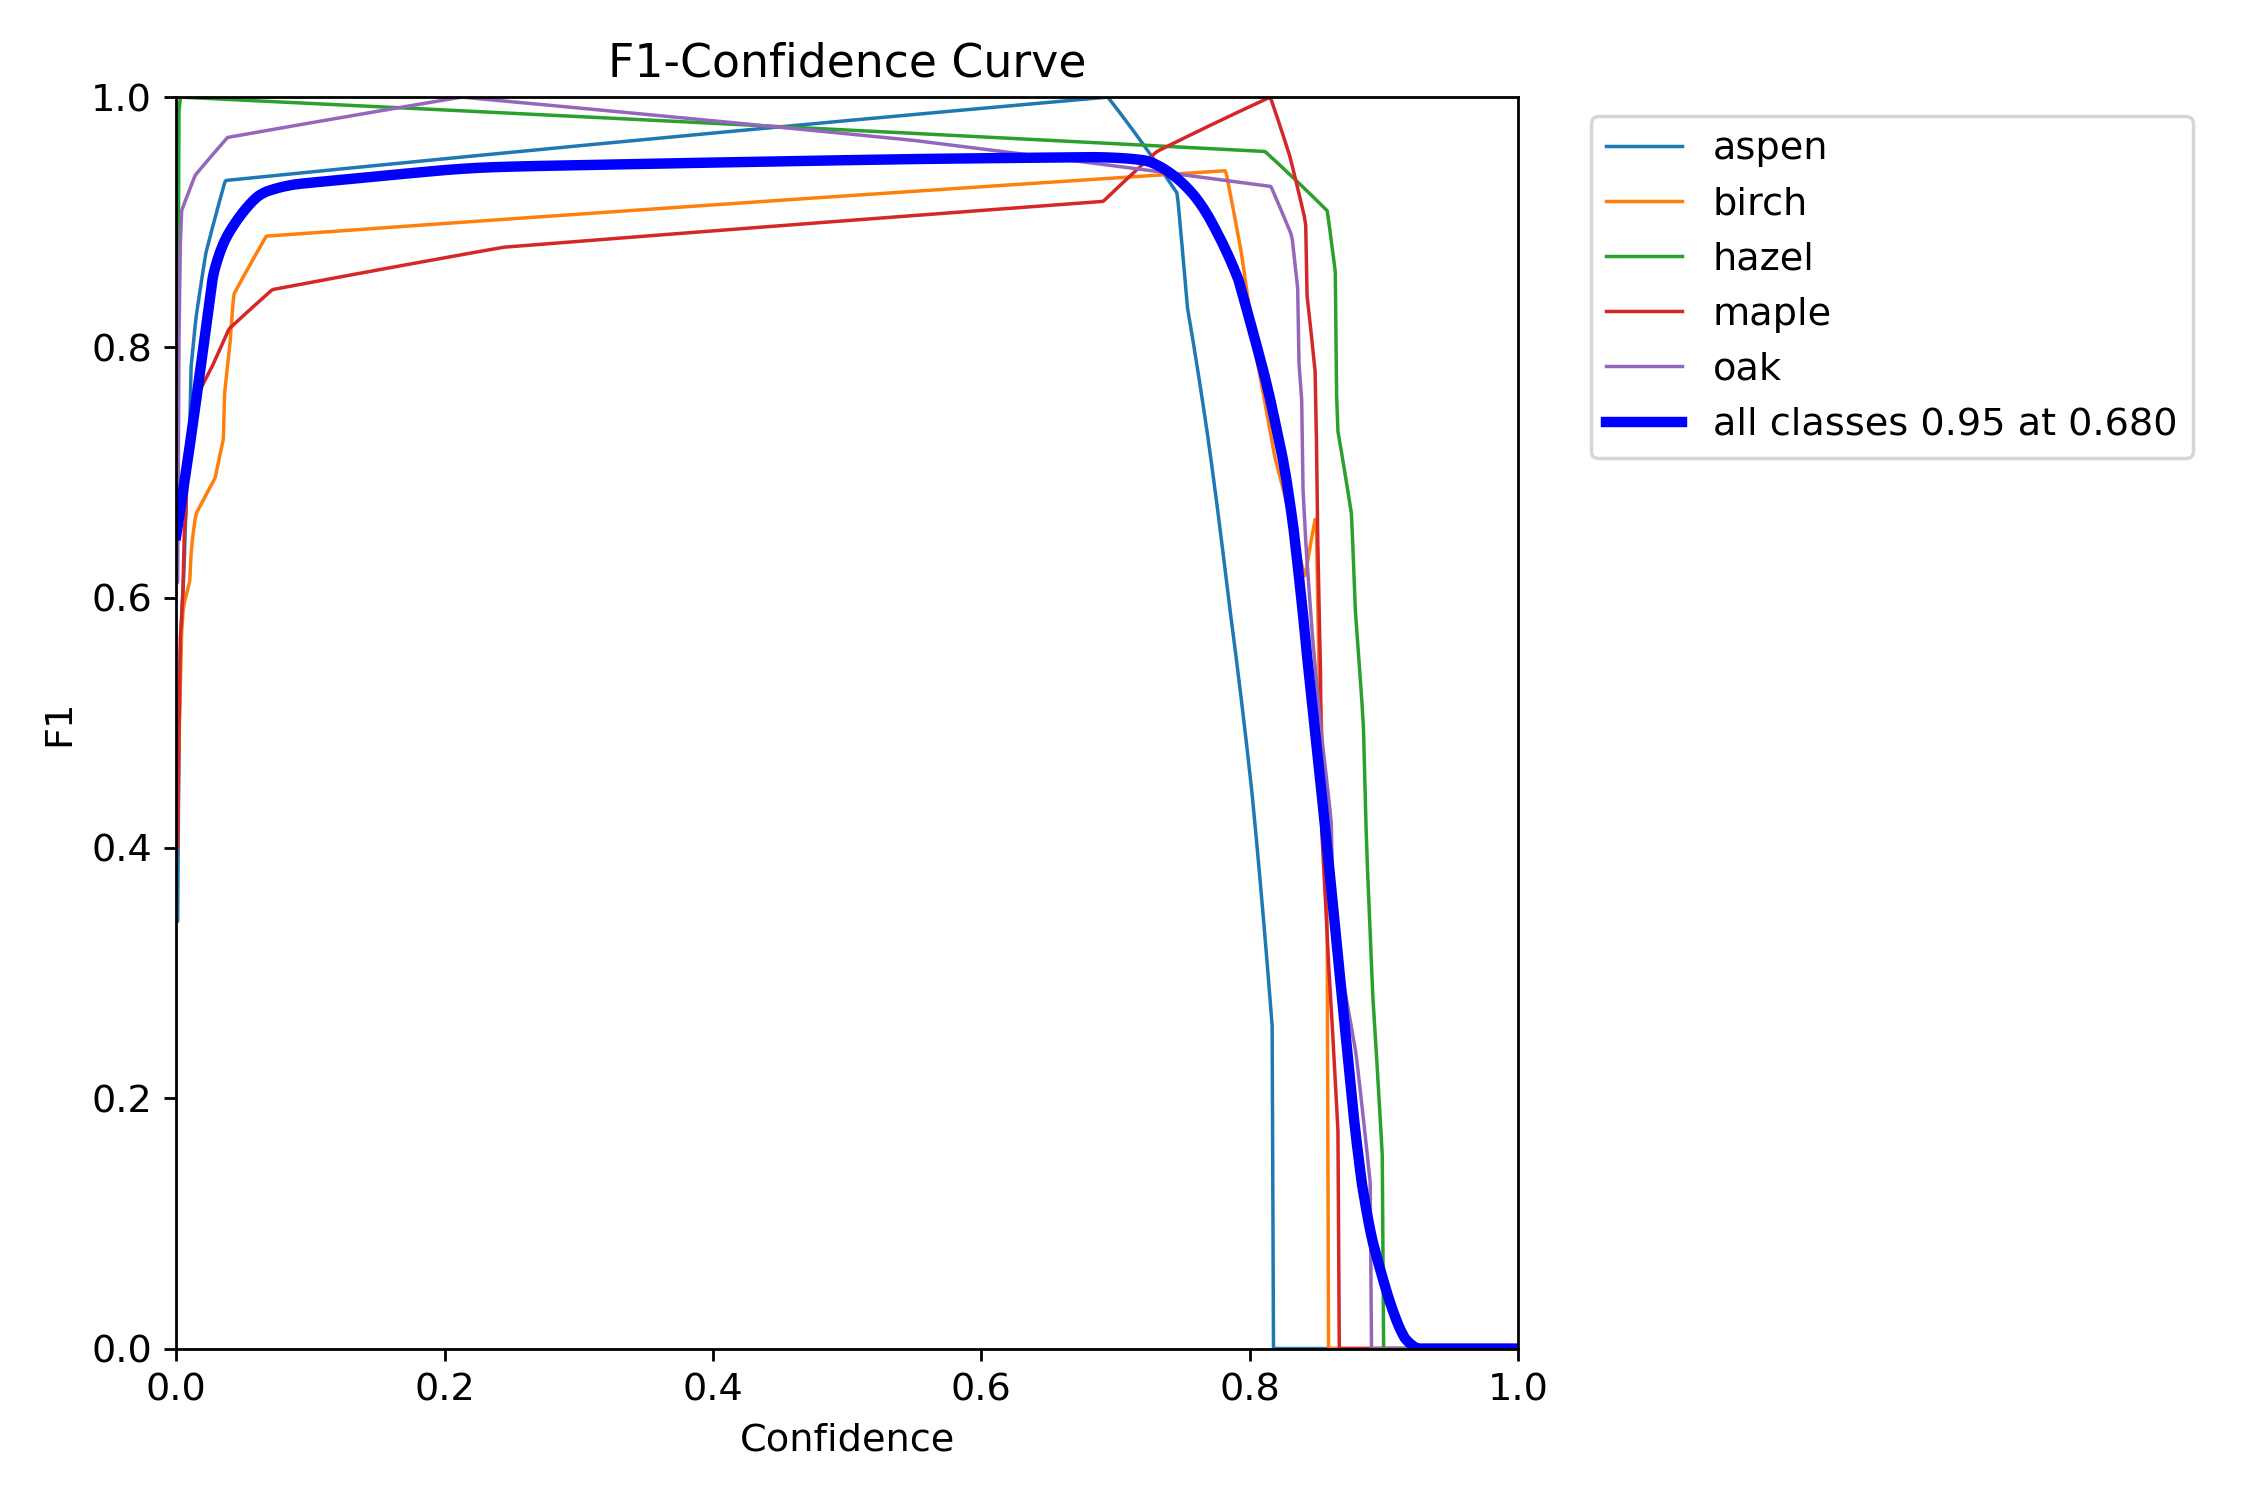 F1-Confidence Curve
1.0
0.8
0.6
0.4
0.2
0.0
F1
0.0 0.2 0.4 0.6 0.8 1.0
Confidence
aspen
birch
hazel
maple
oak
all classes 0.95 at 0.680